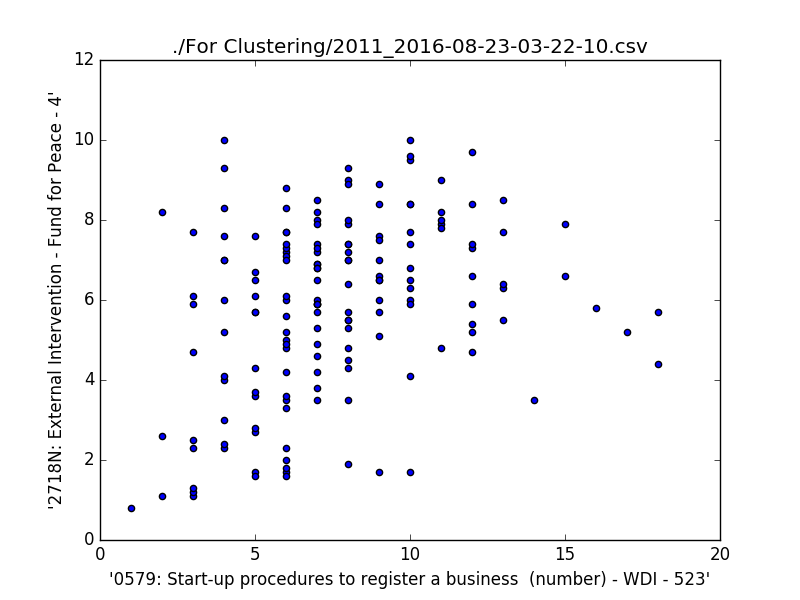 ./For Clustering/2011_2016-08-23-03-22-10.csv
12
10
8
6
4
2
0
'2718N: External Intervention - Fund for Peace - 4'
0 5 10 15 20
'0579: Start-up procedures to register a business  (number) - WDI - 523'